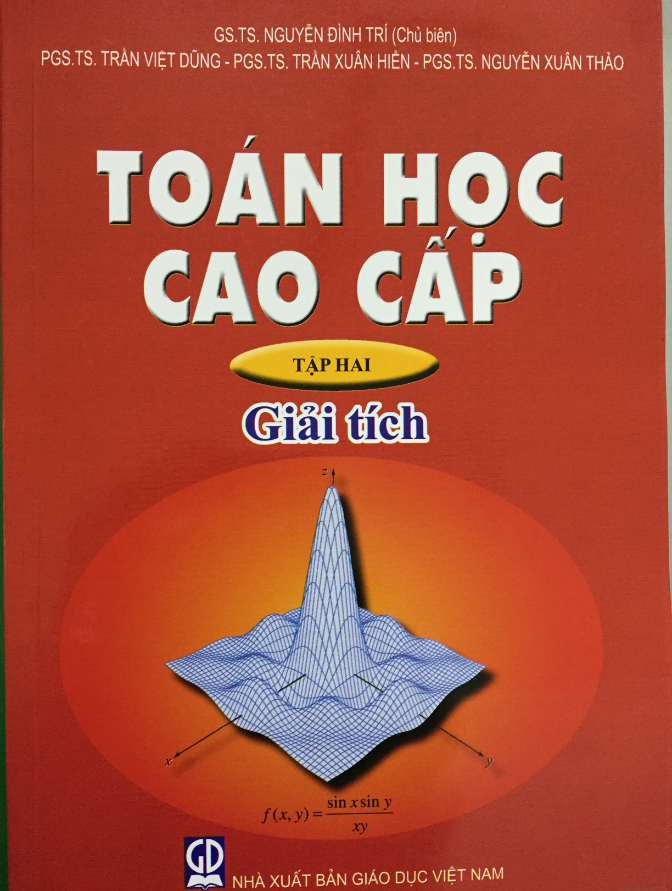 GS.TS. NGUYỄN ĐÌNH TRÍ (Chủ biên)
PGS.TS. TRẦN VIỆT DŨNG - PGS.TS. TRẦN XUÂN HIỂN - PGS.TS. NGUYỄN XUÂN THẢO
TOÁN HỌC
CAO CẤP
TẬP HAI
Giải tích
z
x
y
f(x, y) = sin x sin y / xy
GD
NHÀ XUẤT BẢN GIÁO DỤC VIỆT NAM